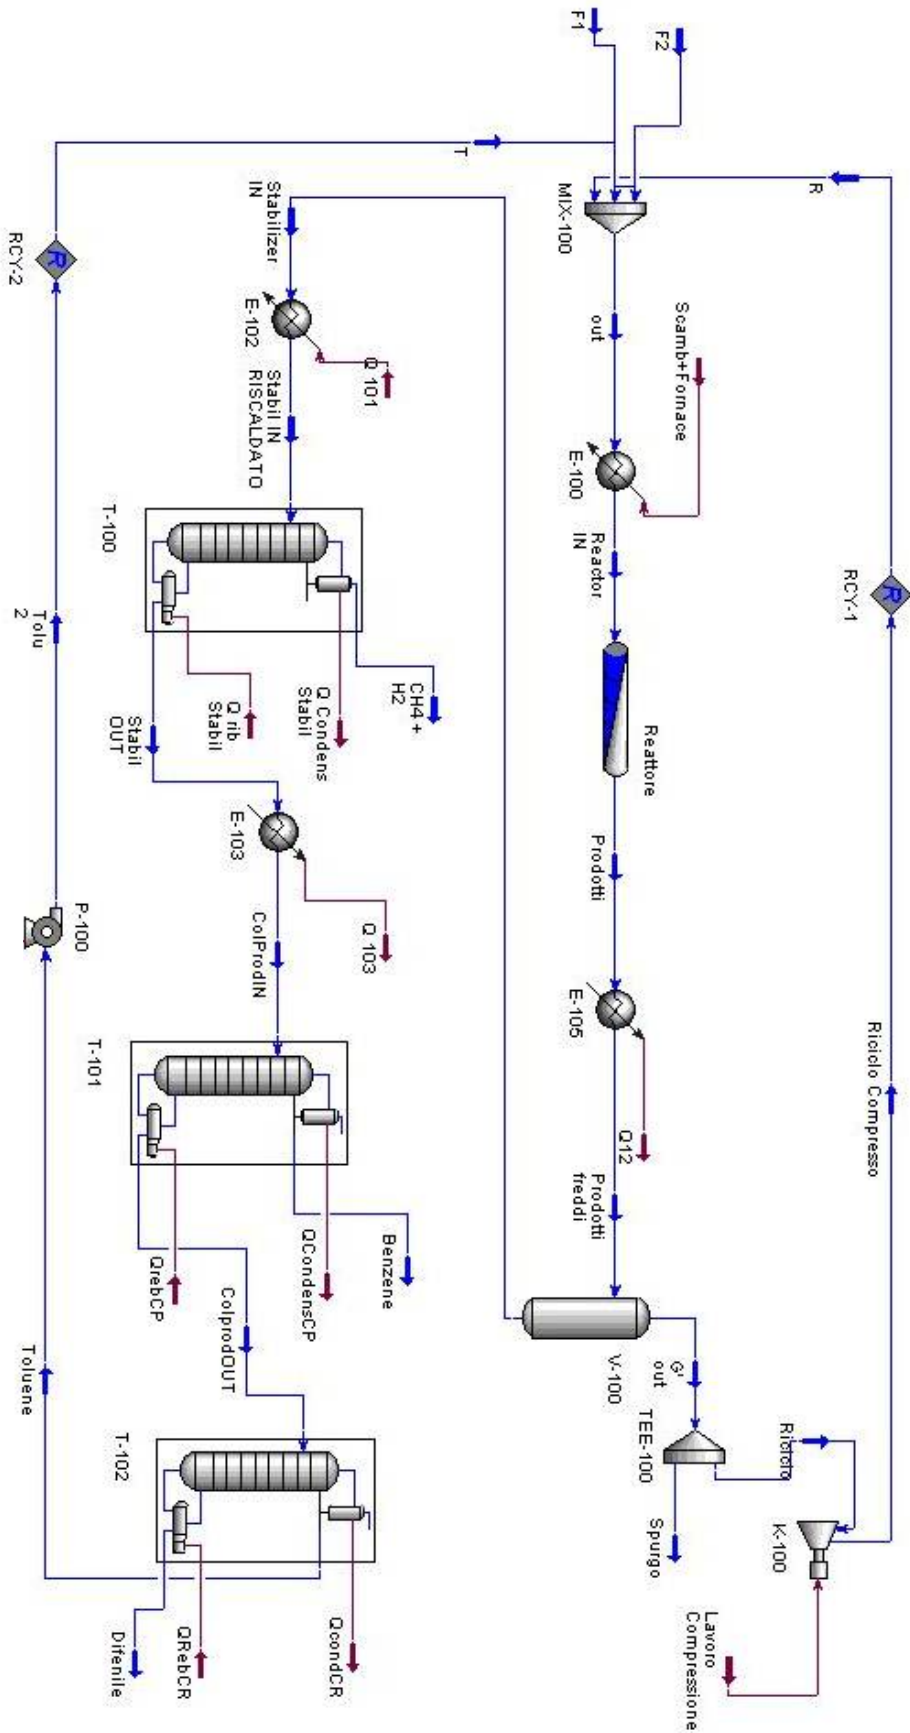 Riciclo Compresso
RCY-1
R
Riciclo
K-100
Lavoro
Compressione
F2
F1
MIX-100
out
Scamb+Fornace
E-100
Reactor
IN
Reattore
Prodotti
E-105
Q12
Prodotti
freddi
V-100
G'
out
TEE-100
Spurgo
T
Stabilizer
IN
E-102
Q 101
Stabil IN
RISCALDATO
T-100
CH4 +
H2
Q Condens
Stabil
Q rib
Stabil
Stabil
OUT
E-103
Q 103
ColProdIN
T-101
Benzene
QCondensCP
QrebCP
ColprodOUT
T-102
QcondCR
QRebCR
Difenile
RCY-2
Tolu
2
P-100
Toluene